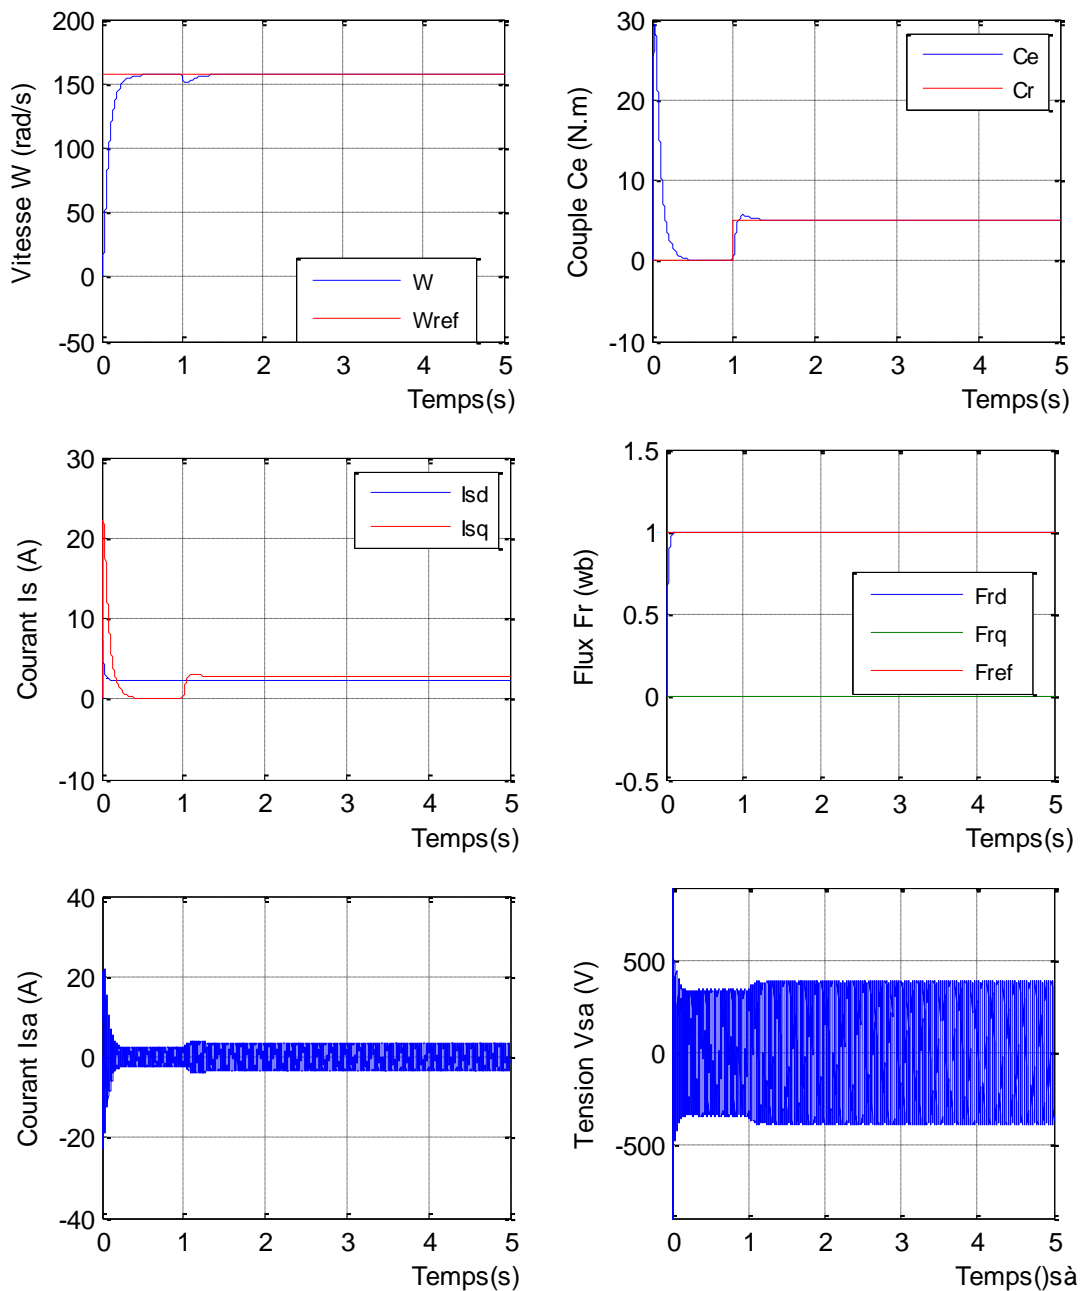 Vitesse W (rad/s)
200
150
100
50
0
-50
W
Wref
0 1 2 3 4 5
Temps(s)
Couple Ce (N.m)
30
20
10
0
-10
Ce
Cr
0 1 2 3 4 5
Temps(s)
Courant Is (A)
30
20
10
0
-10
Isd
Isq
0 1 2 3 4 5
Temps(s)
Flux Fr (wb)
1.5
1
0.5
0
-0.5
Frd
Frq
Fref
0 1 2 3 4 5
Temps(s)
Courant Isa (A)
40
20
0
-20
-40
0 1 2 3 4 5
Temps(s)
Tension Vsa (V)
500
0
-500
0 1 2 3 4 5
Temps()sà